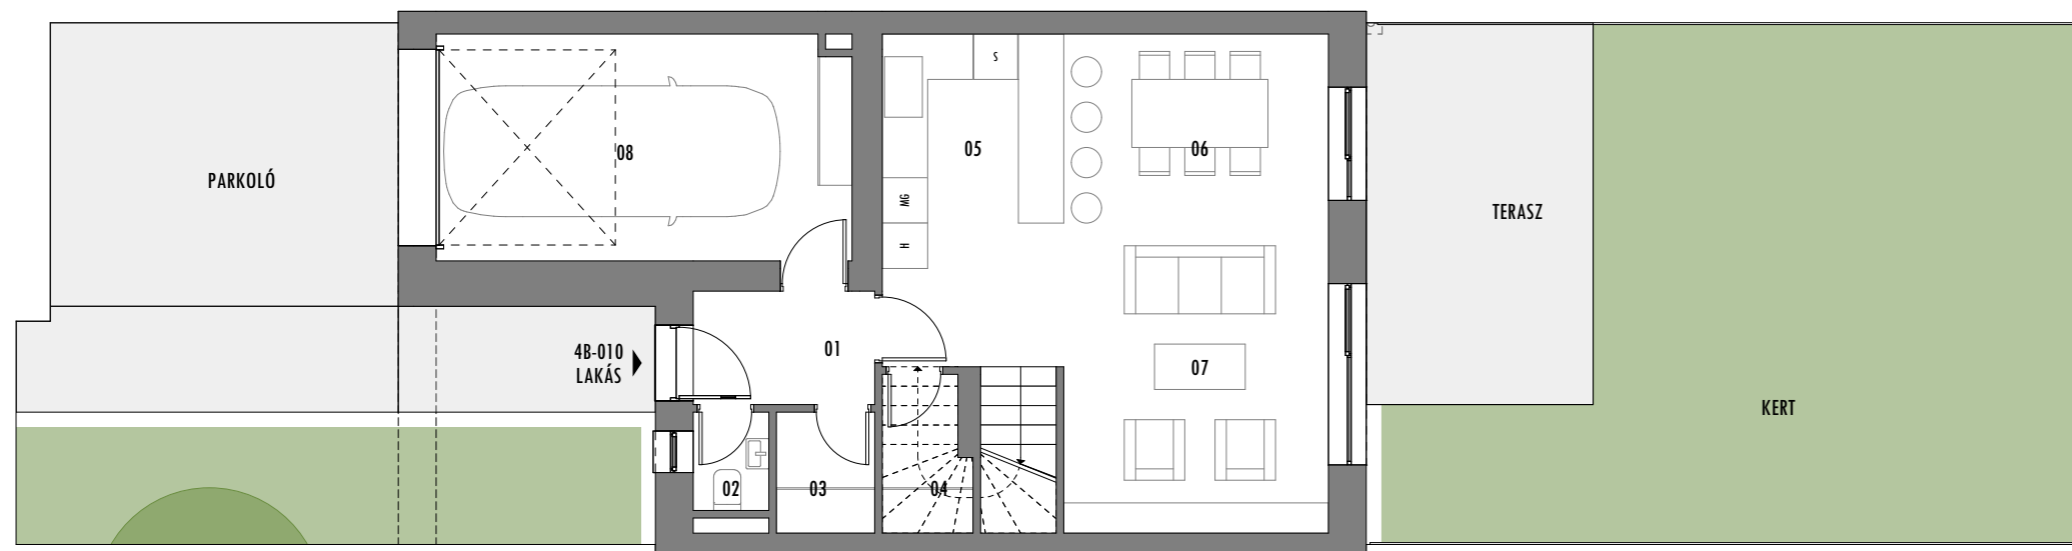 PARKOLÓ
08
S
05
MG
H
06
TERASZ
4B-010
LAKÁS
01
07
KERT
02
03
04